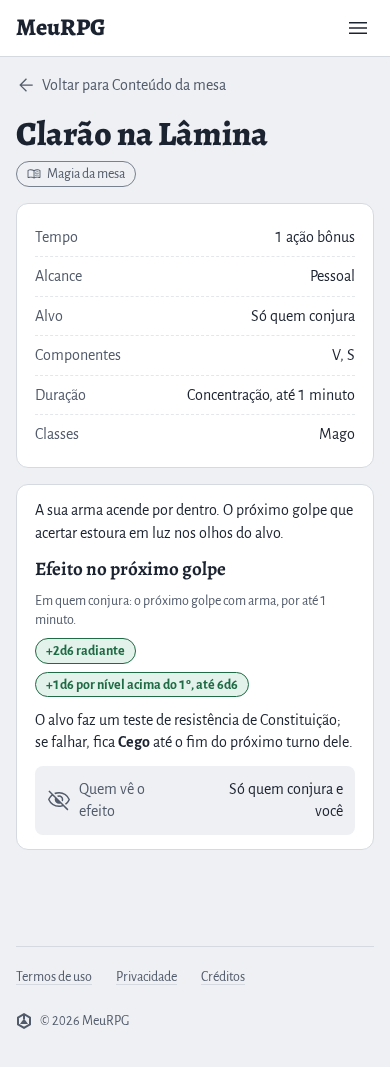 MeuRPG
Voltar para Conteúdo da mesa
Clarão na Lâmina
Magia da mesa
Tempo 1 ação bônus
Alcance Pessoal
Alvo Só quem conjura
Componentes V, S
Duração Concentração, até 1 minuto
Classes Mago
A sua arma acende por dentro. O próximo golpe que
acertar estoura em luz nos olhos do alvo.
Efeito no próximo golpe
Em quem conjura: o próximo golpe com arma, por até 1
minuto.
+2d6 radiante
+1d6 por nível acima do 1º, até 6d6
O alvo faz um teste de resistência de Constituição;
se falhar, fica Cego até o fim do próximo turno dele.
Quem vê o Só quem conjura e
efeito você
Termos de uso Privacidade Créditos
© 2026 MeuRPG